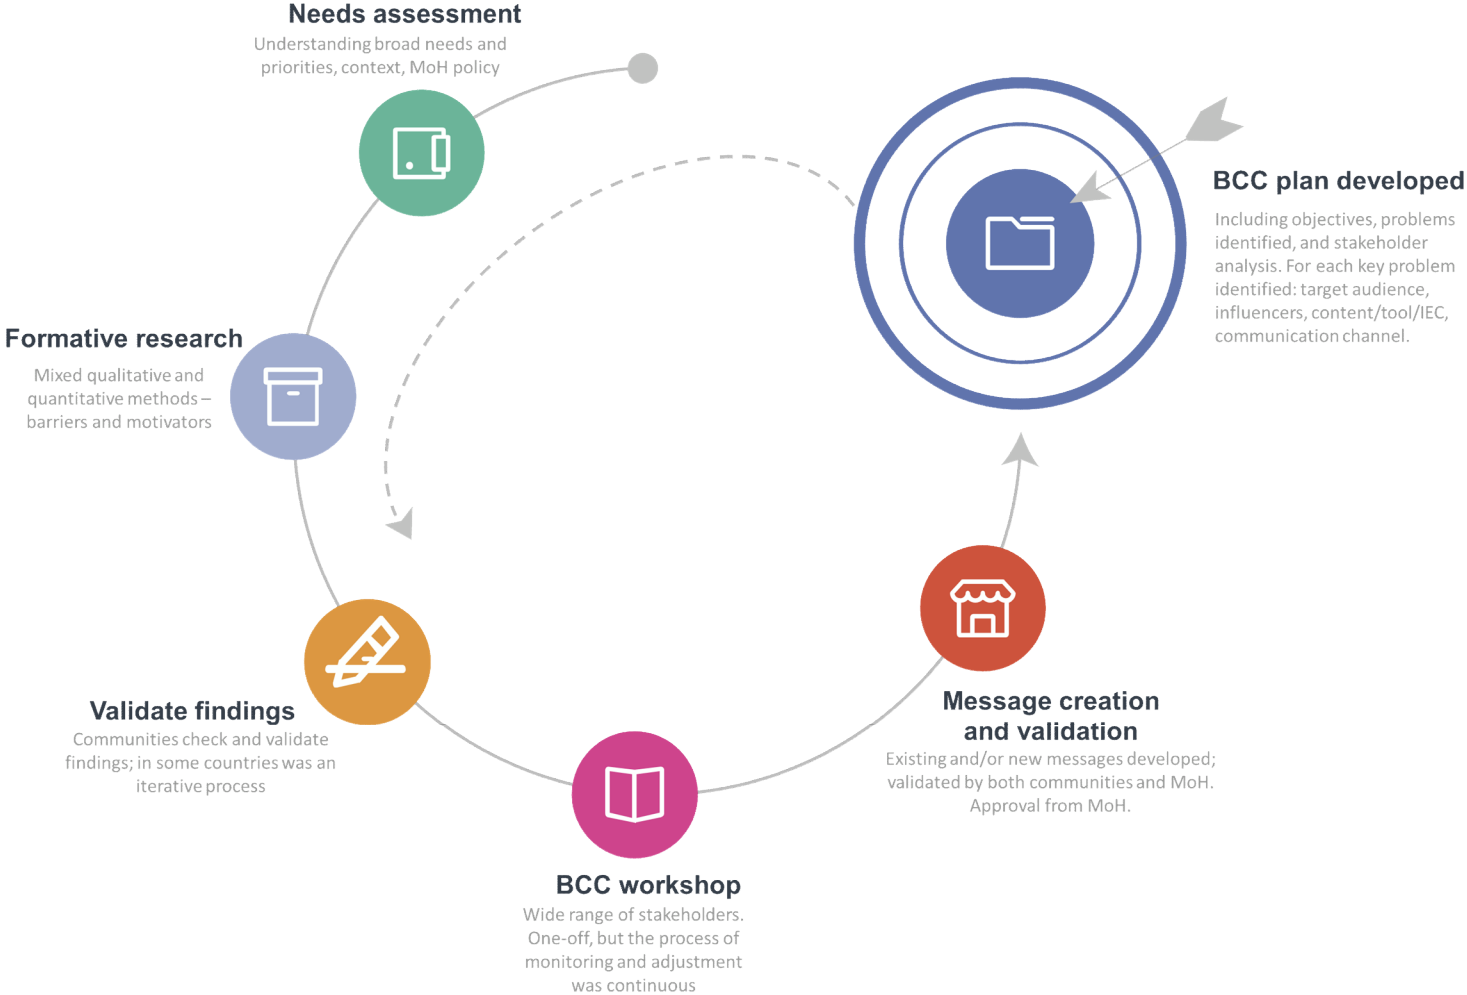 Needs assessment
Understanding broad needs and
priorities, context, MoH policy
BCC plan developed
Including objectives, problems
identified, and stakeholder
analysis. For each key problem
identified: target audience,
influencers, content/tool/IEC,
communication channel.
Formative research
Mixed qualitative and
quantitative methods –
barriers and motivators
Validate findings
Communities check and validate
findings; in some countries was an
iterative process
Message creation
and validation
Existing and/or new messages developed;
validated by both communities and MoH.
Approval from MoH.
BCC workshop
Wide range of stakeholders.
One-off, but the process of
monitoring and adjustment
was continuous